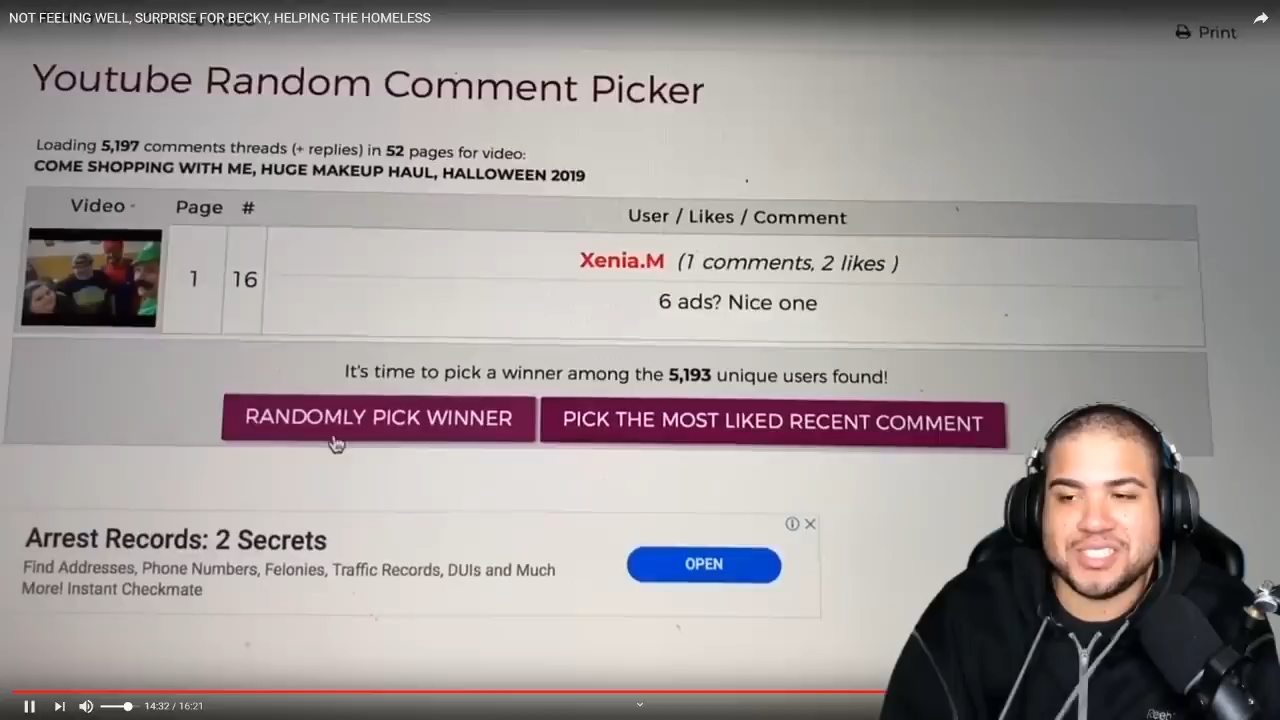 NOT FEELING WELL, SURPRISE FOR BECKY, HELPING THE HOMELESS
Print
Youtube Random Comment Picker
Loading 5,197 comments threads (+ replies) in 52 pages for video:
COME SHOPPING WITH ME, HUGE MAKEUP HAUL, HALLOWEEN 2019
Video Page # User / Likes / Comment
1 16 Xenia.M (1 comments, 2 likes )
6 ads? Nice one
It's time to pick a winner among the 5,193 unique users found!
RANDOMLY PICK WINNER PICK THE MOST LIKED RECENT COMMENT
Arrest Records: 2 Secrets
Find Addresses, Phone Numbers, Felonies, Traffic Records, DUIs and Much
More! Instant Checkmate
OPEN
14:32 / 16:21